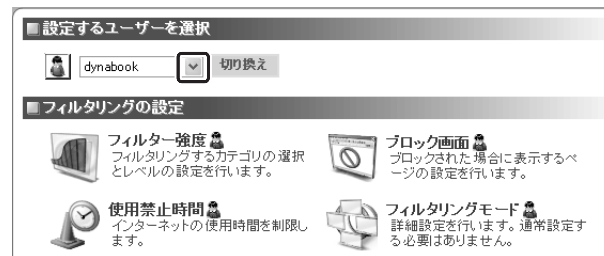 ■設定するユーザーを選択
dynabook 切り換え
■フィルタリングの設定
フィルター強度
フィルタリングするカテゴリの選択
とレベルの設定を行います。
ブロック画面
ブロックされた場合に表示するペ
ージの設定を行います。
使用禁止時間
インターネットの使用時間を制限し
ます。
フィルタリングモード
詳細設定を行います。通常設定す
る必要はありません。